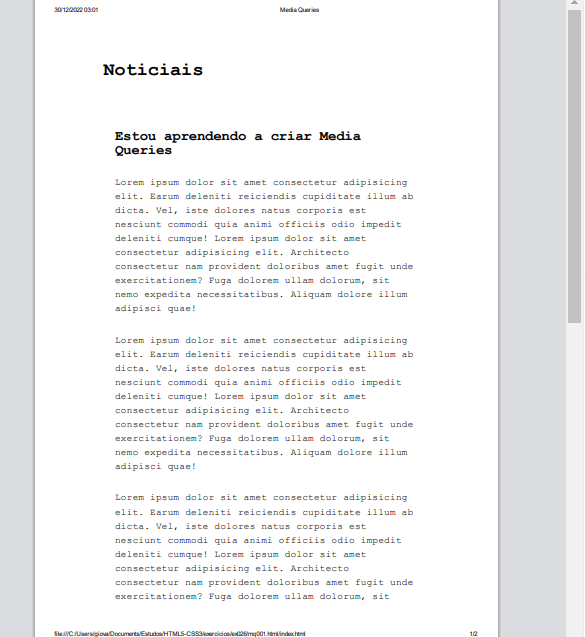 30/12/2022 03:01 Media Queries
Noticiais
Estou aprendendo a criar Media
Queries
Lorem ipsum dolor sit amet consectetur adipisicing
elit. Earum deleniti reiciendis cupiditate illum ab
dicta. Vel, iste dolores natus corporis est
nesciunt commodi quia animi officiis odio impedit
deleniti cumque! Lorem ipsum dolor sit amet
consectetur adipisicing elit. Architecto
consectetur nam provident doloribus amet fugit unde
exercitationem? Fuga dolorem ullam dolorum, sit
nemo expedita necessitatibus. Aliquam dolore illum
adipisci quae!
Lorem ipsum dolor sit amet consectetur adipisicing
elit. Earum deleniti reiciendis cupiditate illum ab
dicta. Vel, iste dolores natus corporis est
nesciunt commodi quia animi officiis odio impedit
deleniti cumque! Lorem ipsum dolor sit amet
consectetur adipisicing elit. Architecto
consectetur nam provident doloribus amet fugit unde
exercitationem? Fuga dolorem ullam dolorum, sit
nemo expedita necessitatibus. Aliquam dolore illum
adipisci quae!
Lorem ipsum dolor sit amet consectetur adipisicing
elit. Earum deleniti reiciendis cupiditate illum ab
dicta. Vel, iste dolores natus corporis est
nesciunt commodi quia animi officiis odio impedit
deleniti cumque! Lorem ipsum dolor sit amet
consectetur adipisicing elit. Architecto
consectetur nam provident doloribus amet fugit unde
exercitationem? Fuga dolorem ullam dolorum, sit
file:///C:/Users/giova/Documents/Estudos/HTML5-CSS3/exercicios/ex026/mq001.html/index.html 1/2